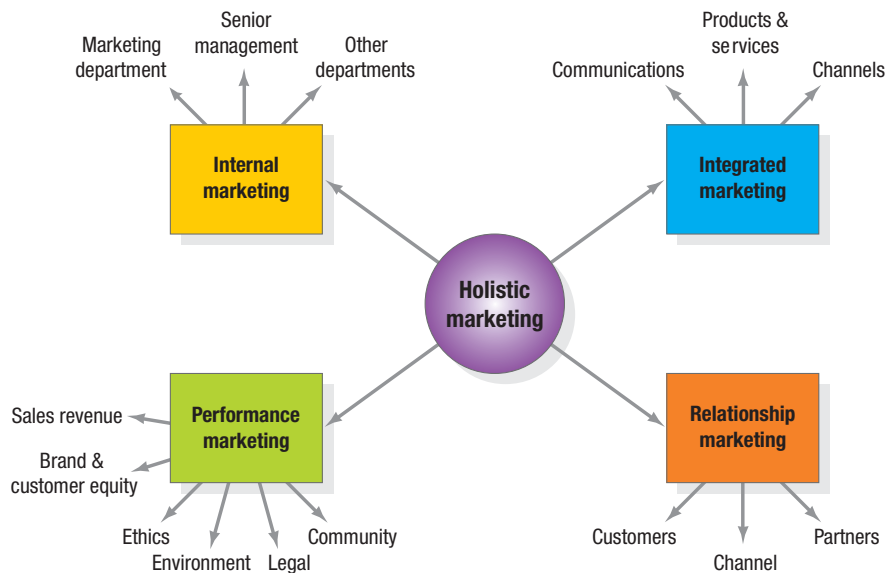 Senior
management
Marketing
department
Other
departments
Internal
marketing
Products &
services
Communications
Channels
Integrated
marketing
Holistic
marketing
Sales revenue
Brand &
customer equity
Performance
marketing
Ethics
Environment
Legal
Community
Relationship
marketing
Customers
Channel
Partners